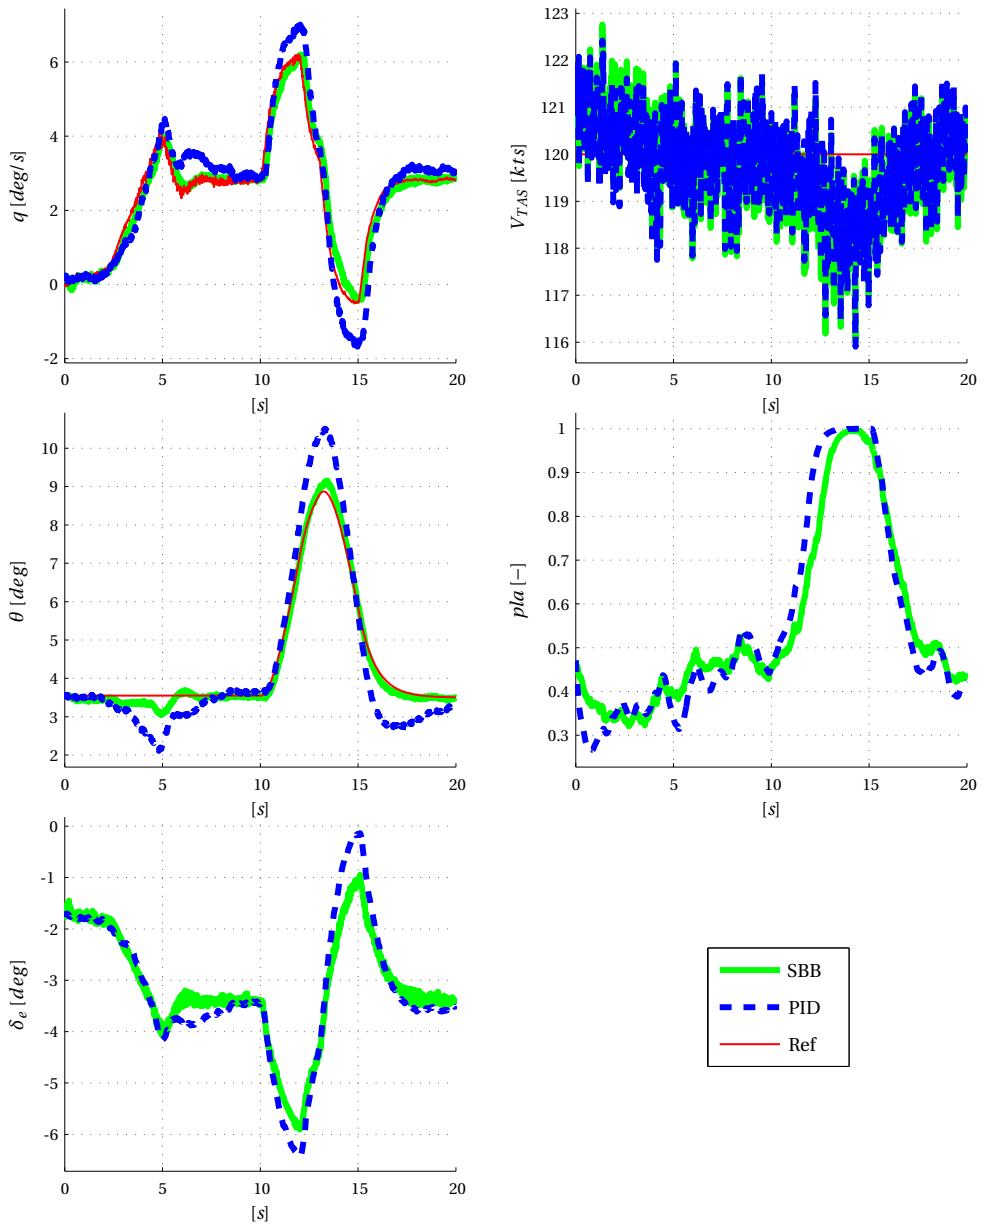 q [deg/s]
6
4
2
0
-2
0 5 10 15 20
[s]
V_TAS [kts]
123
122
121
120
119
118
117
116
0 5 10 15 20
[s]
θ [deg]
10
9
8
7
6
5
4
3
2
0 5 10 15 20
[s]
pla [−]
1
0.9
0.8
0.7
0.6
0.5
0.4
0.3
0 5 10 15 20
[s]
δ_e [deg]
0
-1
-2
-3
-4
-5
-6
0 5 10 15 20
[s]
SBB
PID
Ref